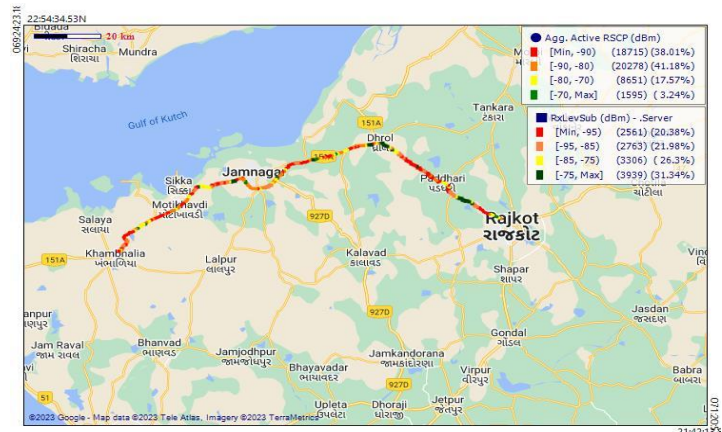 22:54:34.53N
20 km
Shiracha
શિરાચા
Mundra
Agg. Active RSCP (dBm)
[Min, -90) (18715) (38.01%)
[-90, -80) (20278) (41.18%)
[-80, -70) (8651) (17.57%)
[-70, Max] (1595) ( 3.24%)
RxLevSub (dBm) - .Server
[Min, -95) (2561) (20.38%)
[-95, -85) (2763) (21.98%)
[-85, -75) (3306) (26.3%)
[-75, Max] (3939) (31.34%)
Gulf of Kutch
Tankara
ટંકારા
151A
Dhrol
ધ્રોલ
Jamnagar
Paddhari
પડધરી
Sikka
સિક્કા
Motikhavdi
મોટીખાવડી
927D
Salaya
સલાયા
Rajkot
રાજકોટ
Khambhalia
ખંભાળિયા
151A
Lalpur
લાલપુર
Kalavad
કાલાવડ
Shapar
શાપર
927D
Jasdan
જસદણ
Gondal
ગોંડલ
Jam Raval
જામ રાવલ
Bhanvad
ભાણવડ
Jamjodhpur
જામજોધપુર
Jamkandorana
જામકંડોરણા
Bhayavadar
ભાયાવદર
Virpur
વીરપુર
Babra
બાબરા
927D
51
Upleta
ઉપલેટા
Dhoraji
ધોરાજી
Jetpur
જેતપુર
©2023 Google - Map data ©2023 Tele Atlas, Imagery ©2023 TerraMetrics